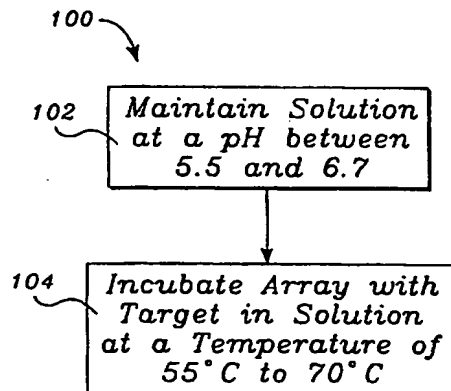 100
102
Maintain Solution
at a pH between
5.5 and 6.7
104
Incubate Array with
Target in Solution
at a Temperature of
55°C to 70°C